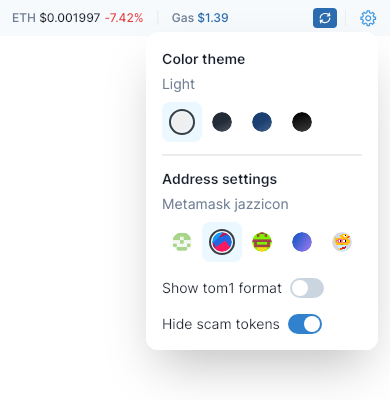 ETH $0.001997 -7.42% Gas $1.39
Color theme
Light
Address settings
Metamask jazzicon
Show tom1 format
Hide scam tokens